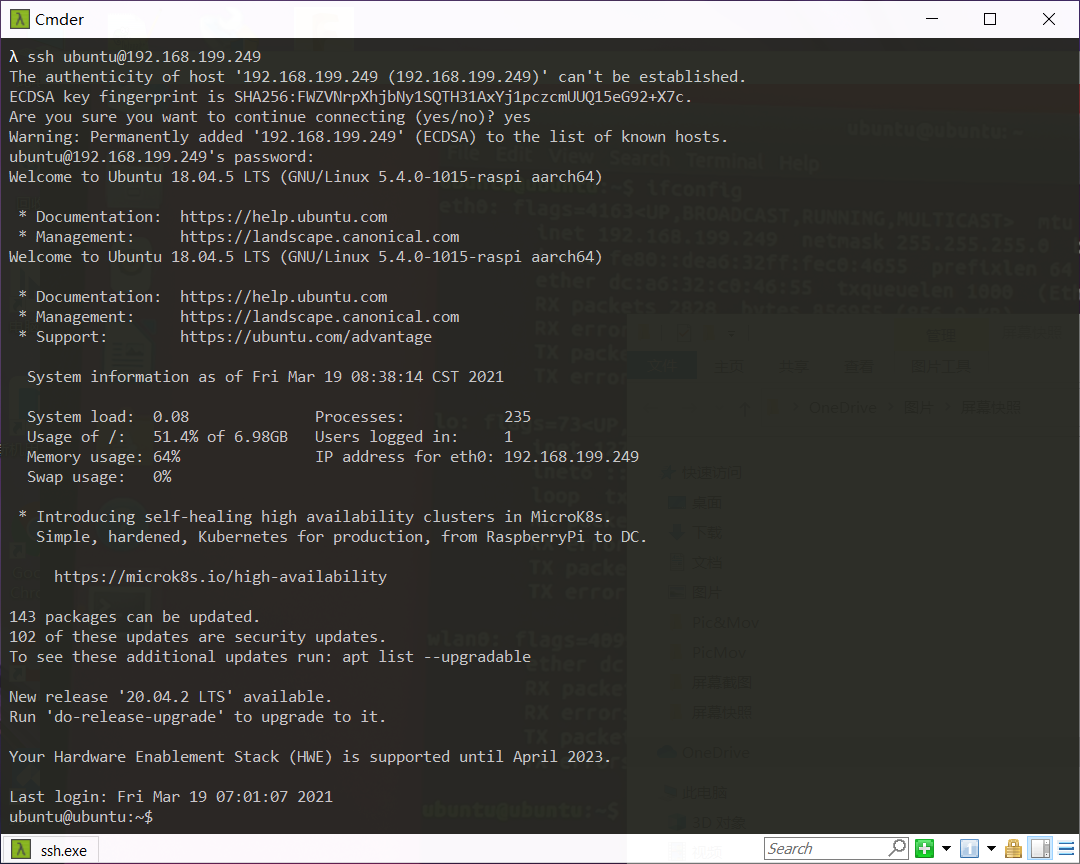 Cmder
λ ssh ubuntu@192.168.199.249
The authenticity of host '192.168.199.249 (192.168.199.249)' can't be established.
ECDSA key fingerprint is SHA256:FWZVNrpXhjbNy1SQTH31AxYj1pczcmUUQ15eG92+X7c.
Are you sure you want to continue connecting (yes/no)? yes
Warning: Permanently added '192.168.199.249' (ECDSA) to the list of known hosts.
ubuntu@192.168.199.249's password:
Welcome to Ubuntu 18.04.5 LTS (GNU/Linux 5.4.0-1015-raspi aarch64)
* Documentation:  https://help.ubuntu.com
* Management:     https://landscape.canonical.com
Welcome to Ubuntu 18.04.5 LTS (GNU/Linux 5.4.0-1015-raspi aarch64)
* Documentation:  https://help.ubuntu.com
* Management:     https://landscape.canonical.com
* Support:        https://ubuntu.com/advantage
System information as of Fri Mar 19 08:38:14 CST 2021
System load:  0.08              Processes:           235
Usage of /:   51.4% of 6.98GB   Users logged in:     1
Memory usage: 64%               IP address for eth0: 192.168.199.249
Swap usage:   0%
* Introducing self-healing high availability clusters in MicroK8s.
Simple, hardened, Kubernetes for production, from RaspberryPi to DC.
https://microk8s.io/high-availability
143 packages can be updated.
102 of these updates are security updates.
To see these additional updates run: apt list --upgradable
New release '20.04.2 LTS' available.
Run 'do-release-upgrade' to upgrade to it.
Your Hardware Enablement Stack (HWE) is supported until April 2023.
Last login: Fri Mar 19 07:01:07 2021
ubuntu@ubuntu:~$
ssh.exe
Search